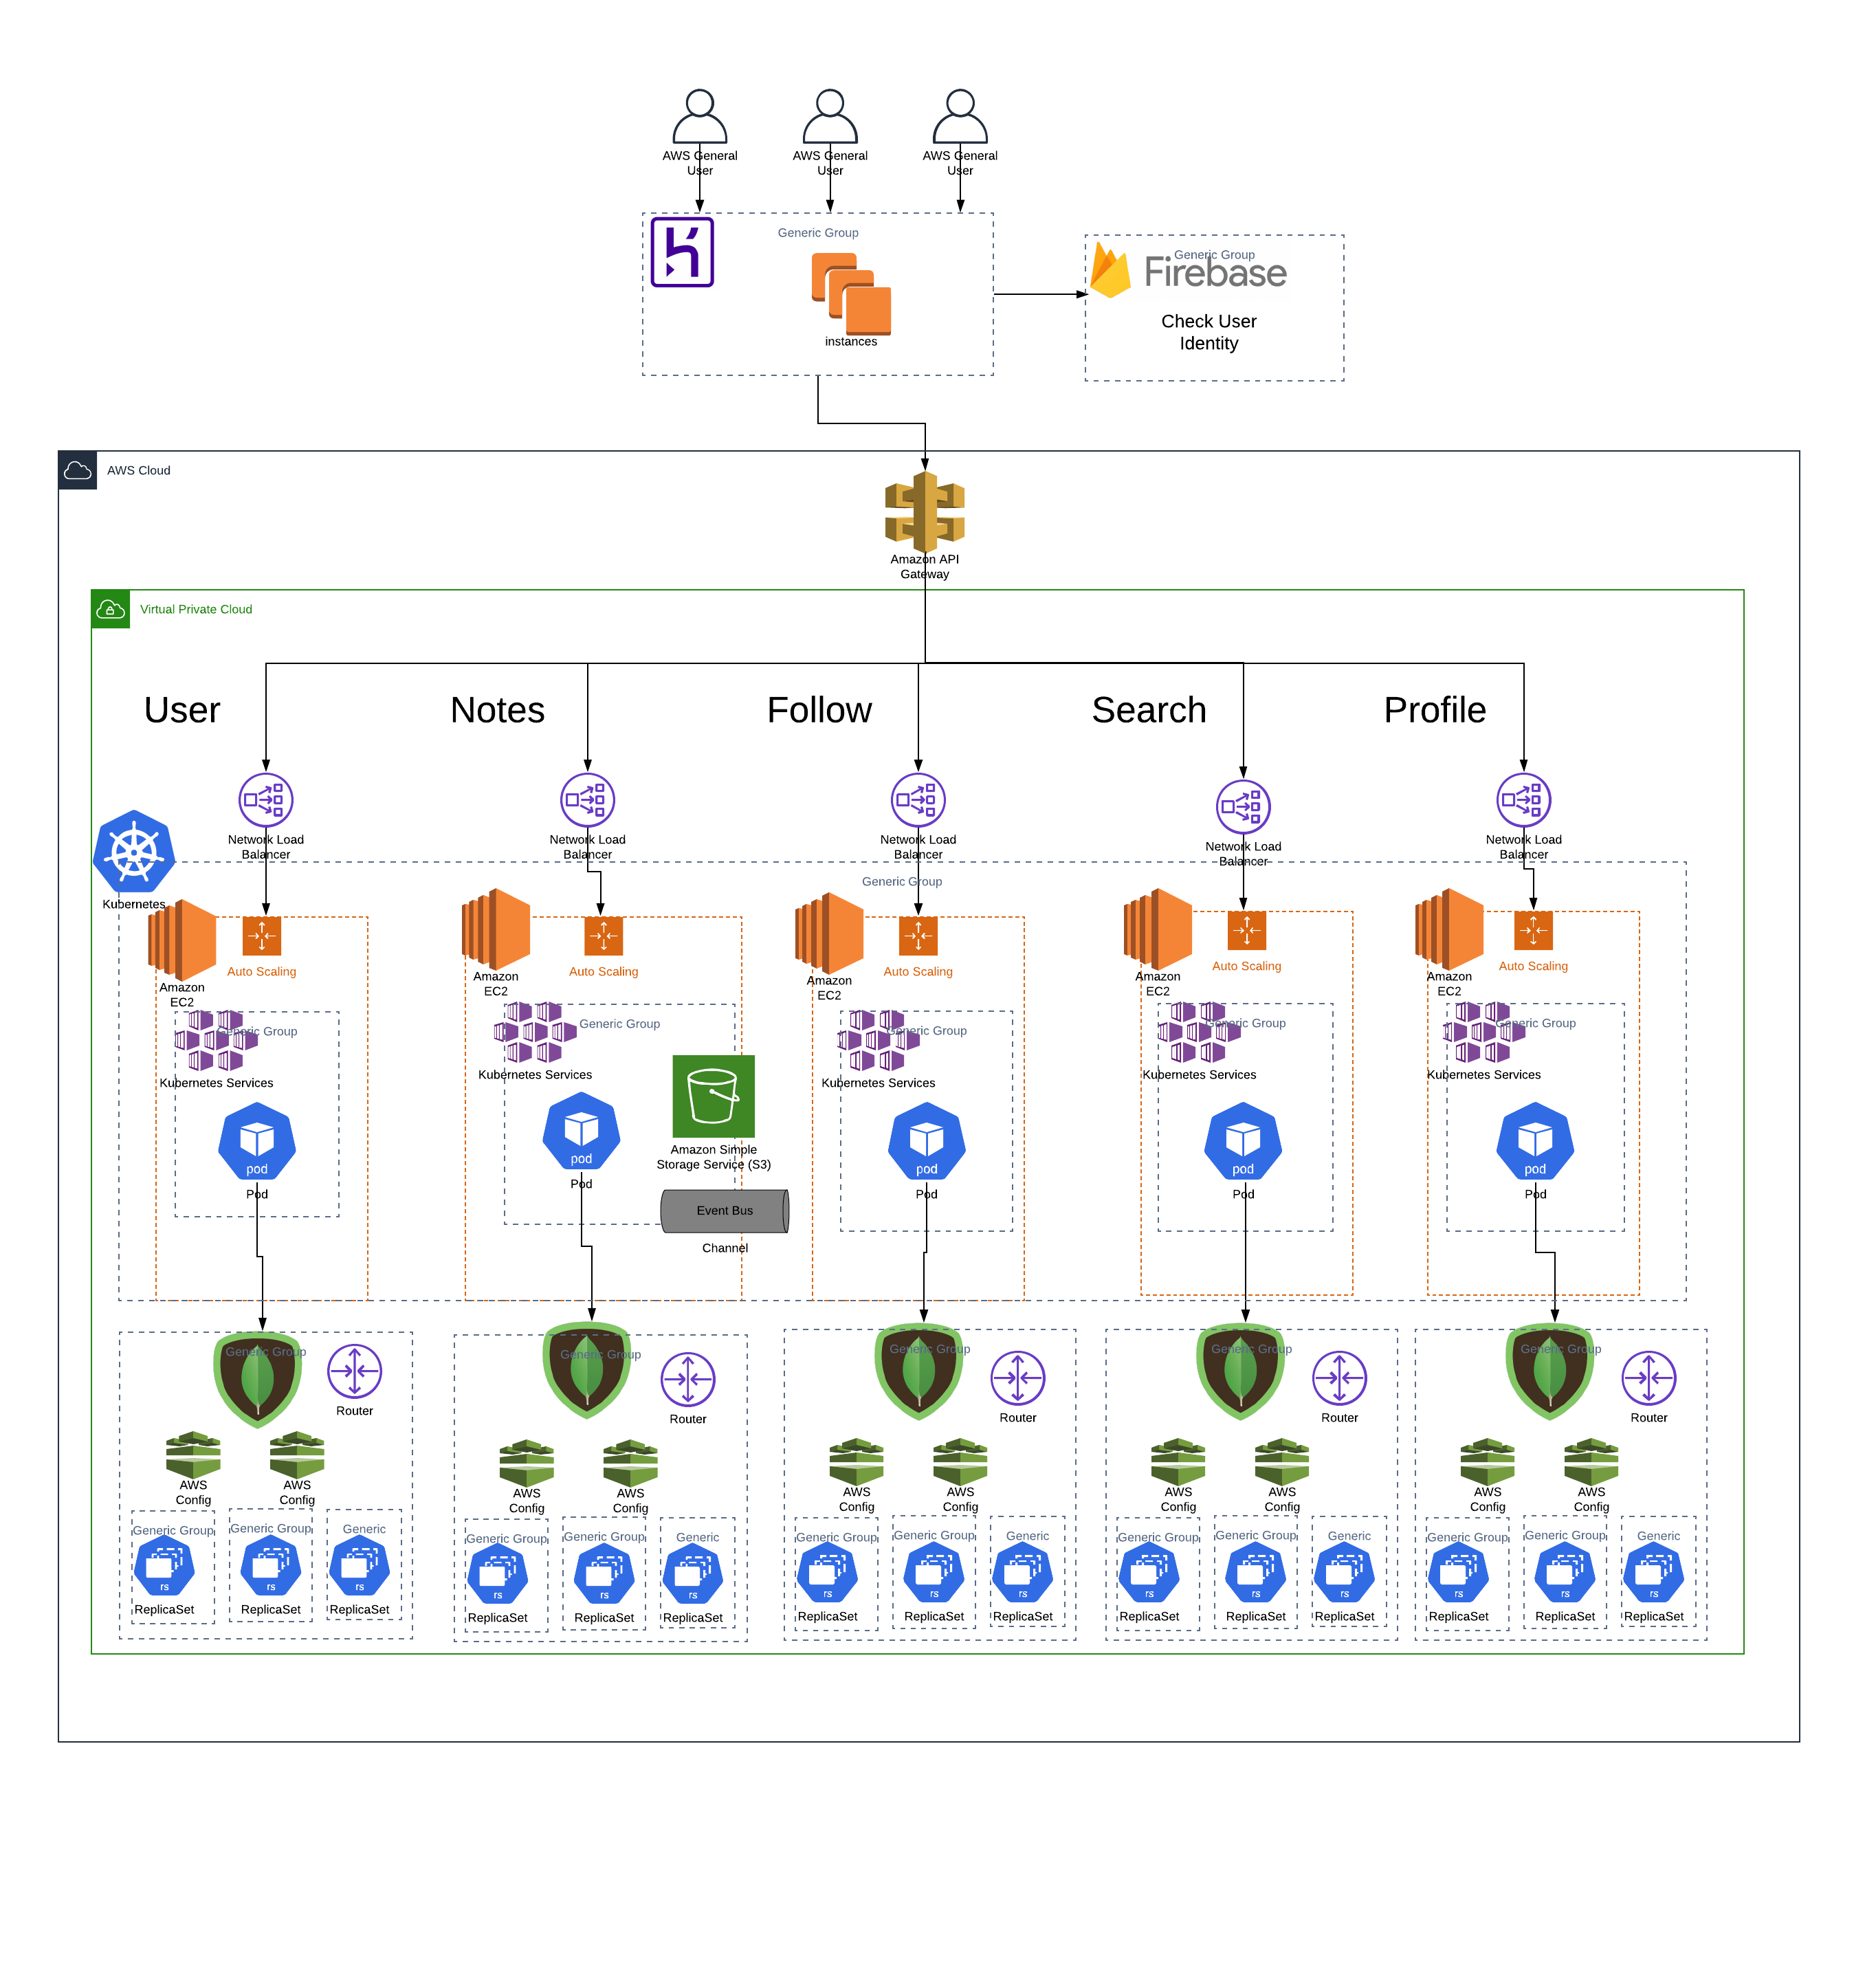 AWS General
User
AWS General
User
AWS General
User
Generic Group
instances
Generic Group
Firebase
Check User
Identity
AWS Cloud
Amazon API
Gateway
Virtual Private Cloud
User
Notes
Follow
Search
Profile
Network Load
Balancer
Network Load
Balancer
Network Load
Balancer
Network Load
Balancer
Network Load
Balancer
Kubernetes
Generic Group
Amazon
EC2
Auto Scaling
Amazon
EC2
Auto Scaling
Amazon
EC2
Auto Scaling
Amazon
EC2
Auto Scaling
Amazon
EC2
Auto Scaling
Generic Group
Kubernetes Services
pod
Pod
Generic Group
Kubernetes Services
pod
Pod
Amazon Simple
Storage Service (S3)
Event Bus
Channel
Generic Group
Kubernetes Services
pod
Pod
Generic Group
Kubernetes Services
pod
Pod
Generic Group
Kubernetes Services
pod
Pod
Generic Group
Router
AWS
Config
AWS
Config
Generic Group
rs
ReplicaSet
Generic Group
rs
ReplicaSet
Generic
rs
ReplicaSet
Generic Group
Router
AWS
Config
AWS
Config
Generic Group
rs
ReplicaSet
Generic Group
rs
ReplicaSet
Generic
rs
ReplicaSet
Generic Group
Router
AWS
Config
AWS
Config
Generic Group
rs
ReplicaSet
Generic Group
rs
ReplicaSet
Generic
rs
ReplicaSet
Generic Group
Router
AWS
Config
AWS
Config
Generic Group
rs
ReplicaSet
Generic Group
rs
ReplicaSet
Generic
rs
ReplicaSet
Generic Group
Router
AWS
Config
AWS
Config
Generic Group
rs
ReplicaSet
Generic Group
rs
ReplicaSet
Generic
rs
ReplicaSet